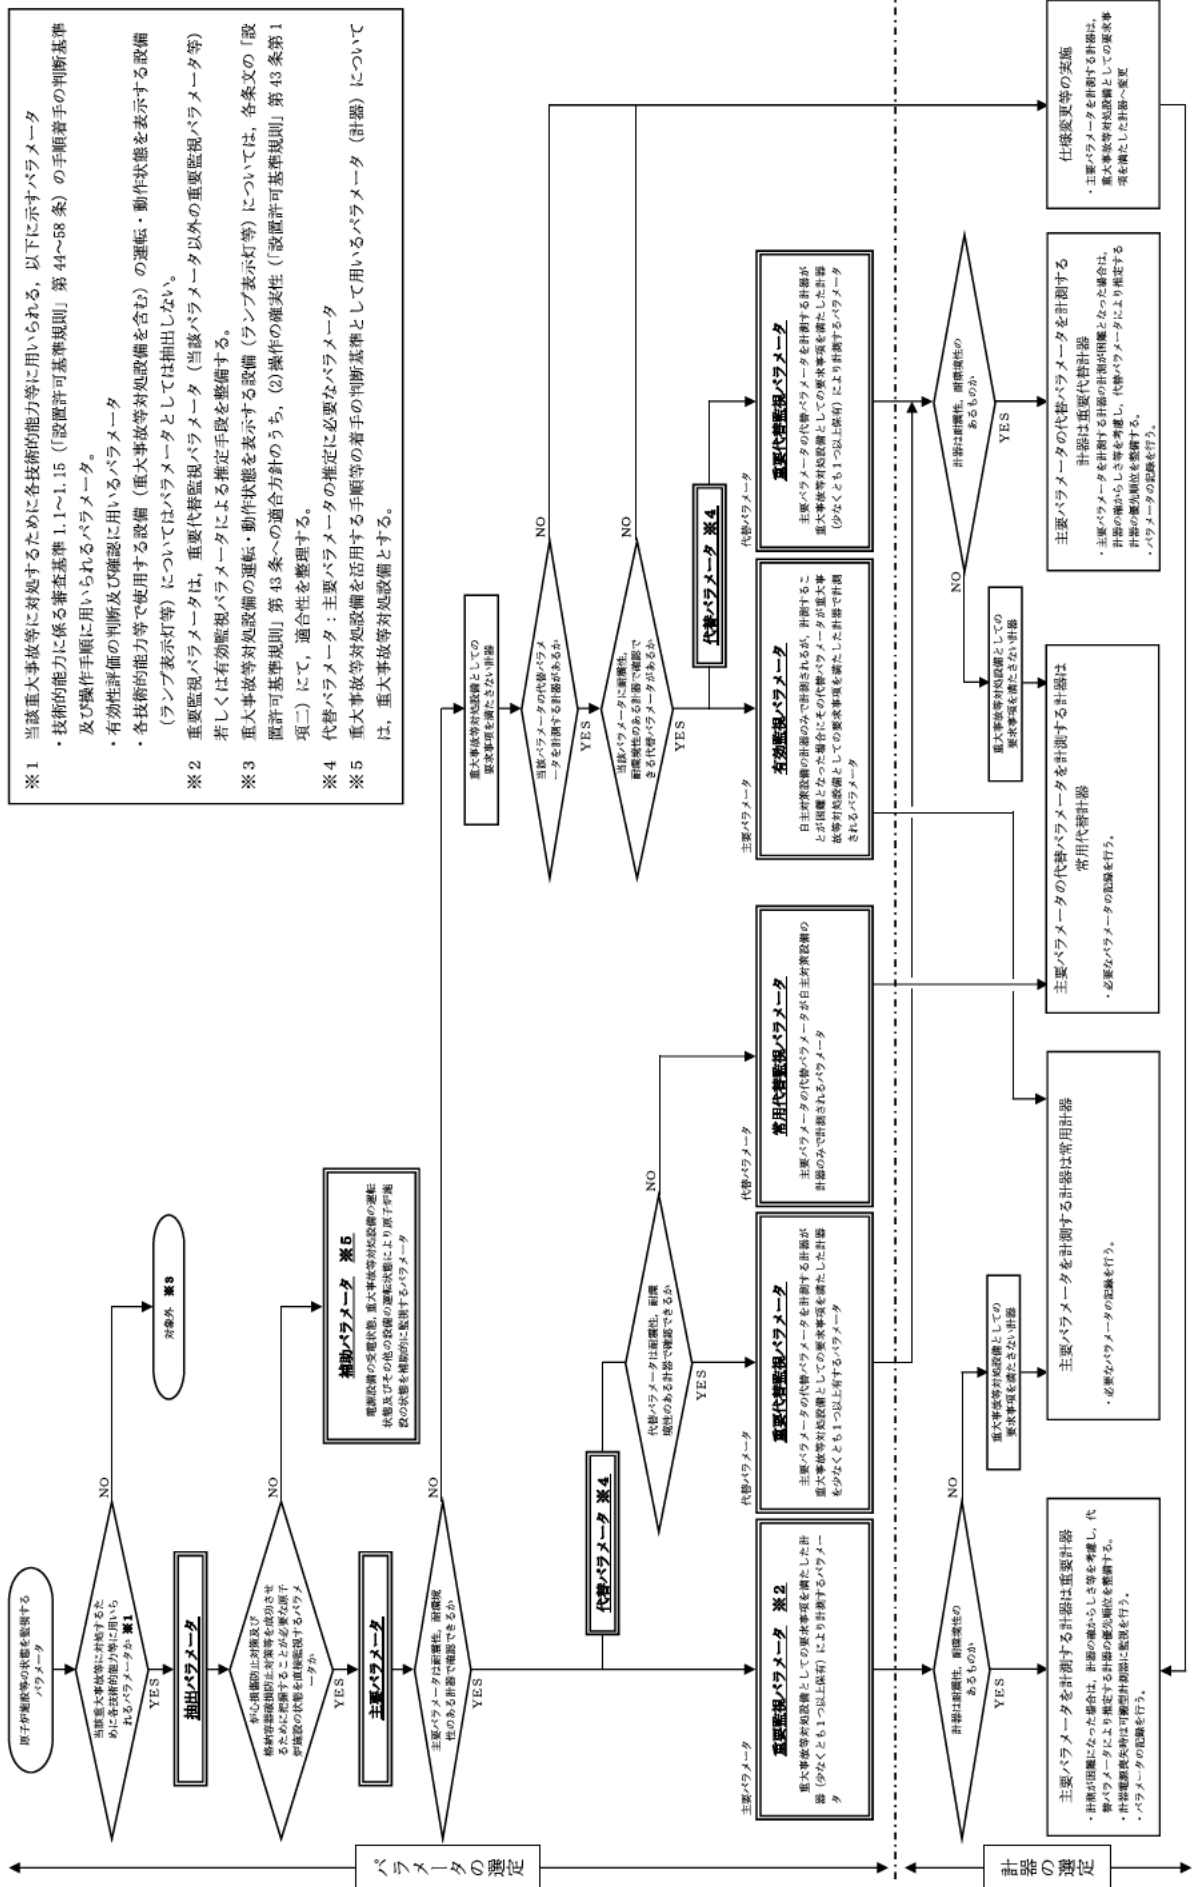 ※1 当該重大事故等に対処するために各技術的能力等に用いられる，以下に示すパラメータ
・技術的能力に係る審査基準 1.1～1.15（「設置許可基準規則」第 44～58 条）の手順着手の判断基準
及び操作手順に用いられるパラメータ。
・有効性評価の判断及び確認に用いるパラメータ
・各技術的能力等で使用する設備（重大事故等対処設備を含む）の運転・動作状態を表示する設備
（ランプ表示灯等）についてはパラメータとしては抽出しない。
※2 重要監視パラメータは，重要代替監視パラメータ（当該パラメータ以外の重要監視パラメータ等）
若しくは有効監視パラメータによる推定手段を整備する。
※3 重大事故等対処設備の運転・動作状態を表示する設備（ランプ表示灯等）については，各条文の「設
置許可基準規則」第 43 条への適合方針のうち，(2)操作の確実性（「設置許可基準規則」第 43 条第 1
項二）にて，適合性を整理する。
※4 代替パラメータ：主要パラメータの推定に必要なパラメータ
※5 重大事故等対処設備を活用する手順等の着手の判断基準として用いるパラメータ（計器）について
は，重大事故等対処設備とする。
パラメータの選定
原子炉施設等の状態を監視する
パラメータ
当該重大事故等に対処するた
めに各技術的能力等に用いら
れるパラメータか ※1
NO
対象外 ※3
YES
抽出パラメータ
炉心損傷防止対策及び
格納容器破損防止対策等を成功させ
るために把握することが必要な原子
炉施設の状態を直接監視するパラメ
ータか
NO
補助パラメータ ※5
電源設備の受電状態，重大事故等対処設備の運転
状態及びその他の設備の運転状態により原子炉施
設の状態を補助的に監視するパラメータ
YES
主要パラメータ
主要パラメータは耐震性，耐環境
性のある計器で確認できるか
NO
YES
重大事故等対処設備としての
要求事項を満たさない計器
当該パラメータの代替パラメ
ータを計測する計器があるか
NO
YES
当該パラメータに耐震性，
耐環境性のある計器で確認で
きる代替パラメータがあるか
NO
YES
代替パラメータ ※4
代替パラメータは耐震性，耐環
境性のある計器で確認できるか
NO
YES
代替パラメータ ※4
主要パラメータ
重要監視パラメータ ※2
重大事故等対処設備としての要求事項を満たした計
器（少なくとも1つ以上保有）により計測するパラメー
タ
代替パラメータ
重要代替監視パラメータ
主要パラメータの代替パラメータを計測する計器が
重大事故等対処設備としての要求事項を満たした計器
を少なくとも1つ以上有するパラメータ
代替パラメータ
常用代替監視パラメータ
主要パラメータの代替パラメータが自主対策設備の
計器のみで計測されるパラメータ
主要パラメータ
有効監視パラメータ
自主対策設備の計器のみで計測されるが，計測するこ
とが困難となった場合にその代替パラメータが重大事
故等対処設備としての要求事項を満たした計器で計測
されるパラメータ
代替パラメータ
重要代替監視パラメータ
主要パラメータの代替パラメータを計測する計器が
重大事故等対処設備としての要求事項を満たした計器
（少なくとも1つ以上保有）により計測するパラメータ
計器の選定
計器は耐震性，耐環境性の
あるものか
NO
YES
重大事故等対処設備としての
要求事項を満たさない計器
計器は耐震性，耐環境性の
あるものか
NO
YES
重大事故等対処設備としての
要求事項を満たさない計器
主要パラメータを計測する計器は重要計器
・計測が困難になった場合は，計器の確からしさ等を考慮し，代
替パラメータにより推定する計器の優先順位を整備する。
・計器電源喪失時は可搬型計測器に監視を行う。
・パラメータの記録を行う。
主要パラメータを計測する計器は常用計器
・必要なパラメータの記録を行う。
主要パラメータの代替パラメータを計測する計器は
常用代替計器
・必要なパラメータの記録を行う。
主要パラメータの代替パラメータを計測する
計器は重要代替計器
・主要パラメータを計測する計器の計測が困難となった場合は，
計器の確からしさ等を考慮し，代替パラメータにより推定する
計器の優先順位を整備する。
・パラメータの記録を行う。
仕様変更等の実施
・主要パラメータを計測する計器は，
重大事故等対処設備としての要求事
項を満たした計器へ変更